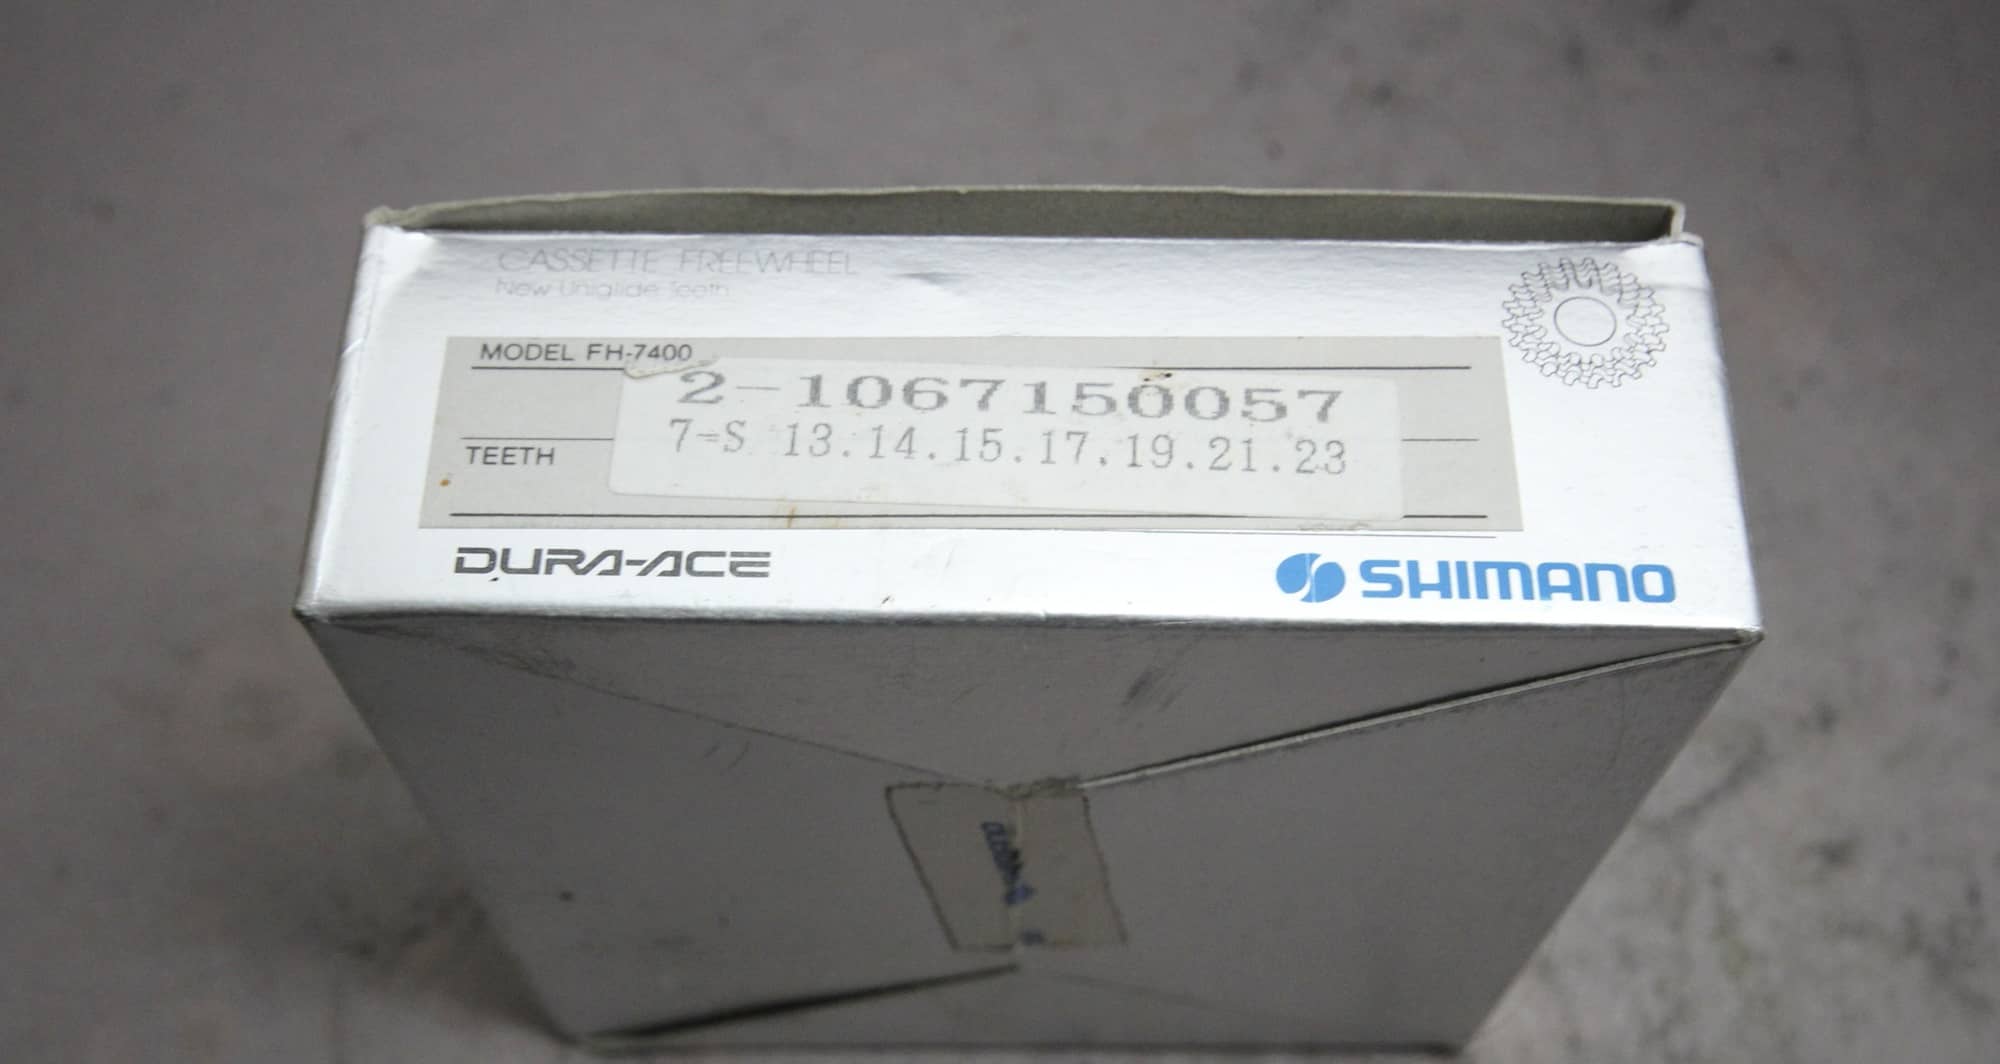 CASSETTE FREEWHEEL
New Uniglide Teeth
MODEL FH-7400
2-1067150057
TEETH 7-S 13.14.15.17.19.21.23
DURA-ACE
SHIMANO